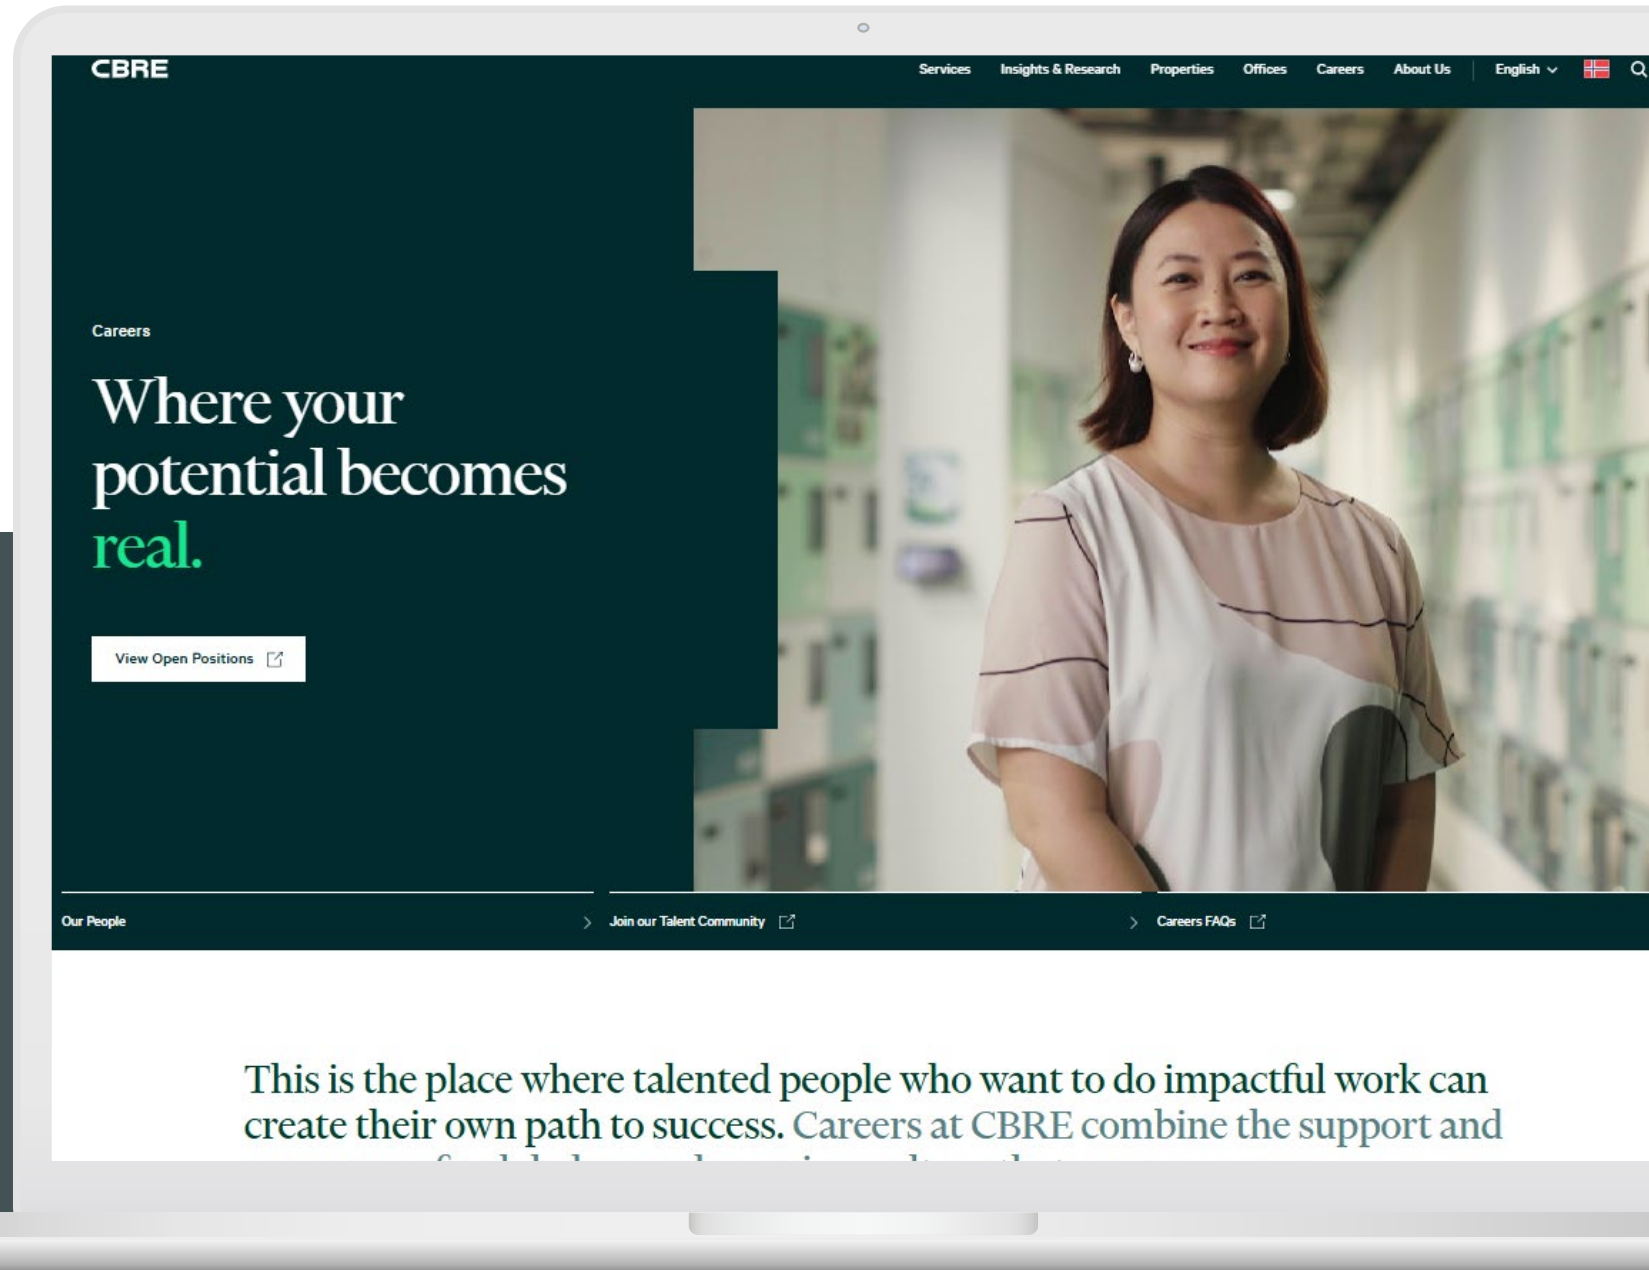 CBRE
Services Insights & Research Properties Offices Careers About Us English
Careers
Where your
potential becomes
real.
View Open Positions
Our People
Join our Talent Community
Careers FAQs
This is the place where talented people who want to do impactful work can
create their own path to success. Careers at CBRE combine the support and